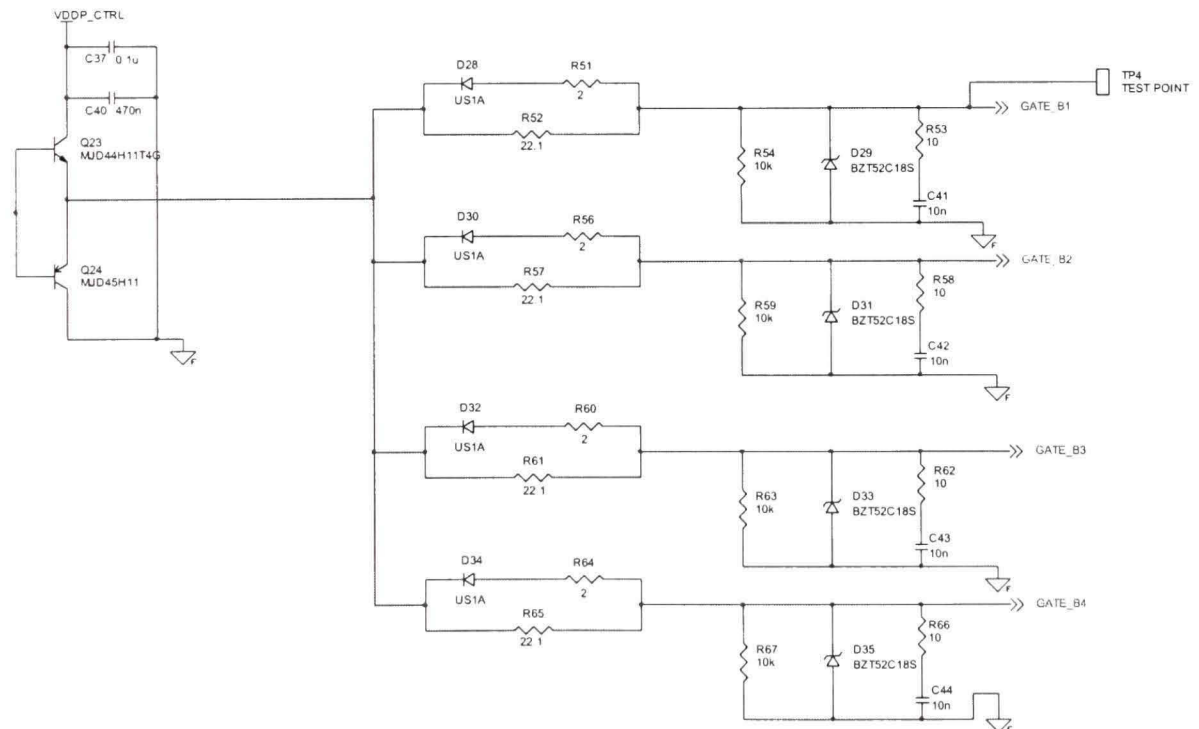 VDDP_CTRL
C37 0.1u
C40 470n
Q23
MJD44H11T4G
Q24
MJD45H11
F
D28
US1A
R51
2
R52
22.1
R54
10k
D29
BZT52C18S
R53
10
C41
10n
GATE_B1
TP4
TEST POINT
F
D30
US1A
R56
2
R57
22.1
R59
10k
D31
BZT52C18S
R58
10
C42
10n
GATE_B2
F
D32
US1A
R60
2
R61
22.1
R63
10k
D33
BZT52C18S
R62
10
C43
10n
GATE_B3
F
D34
US1A
R64
2
R65
22.1
R67
10k
D35
BZT52C18S
R66
10
C44
10n
GATE_B4
F